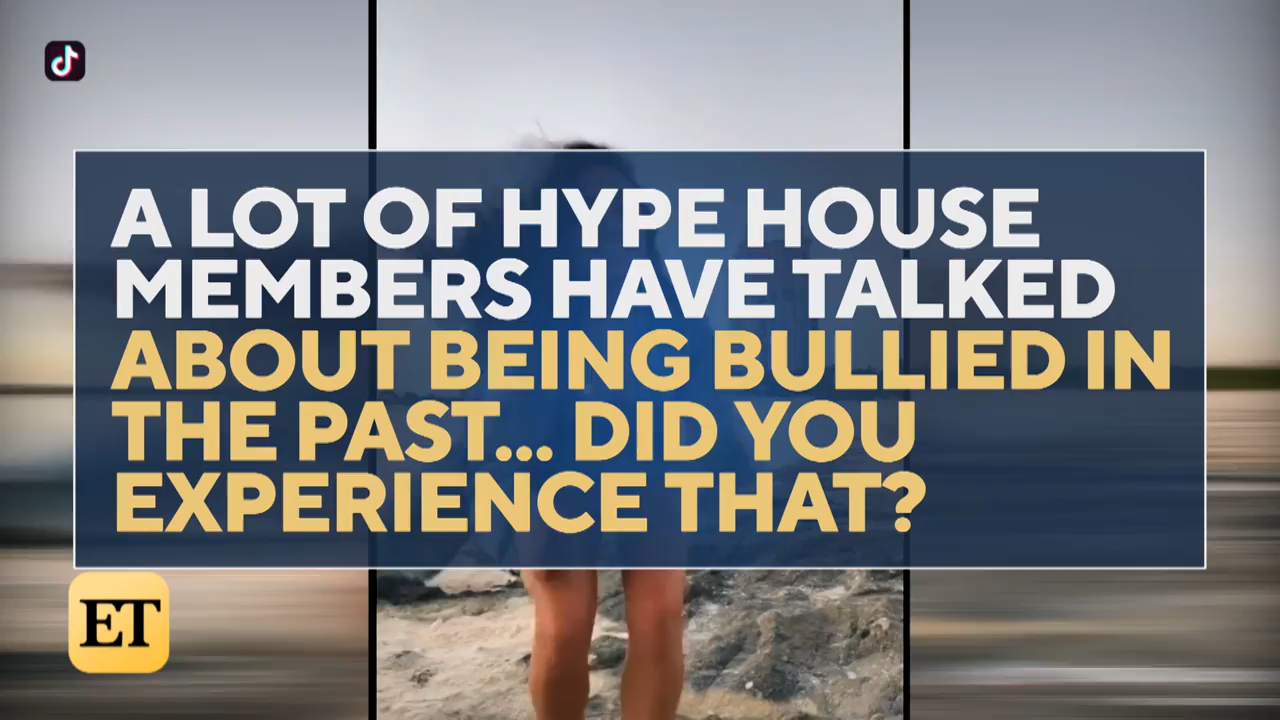 A LOT OF HYPE HOUSE
MEMBERS HAVE TALKED
ABOUT BEING BULLIED IN
THE PAST... DID YOU
EXPERIENCE THAT?
ET